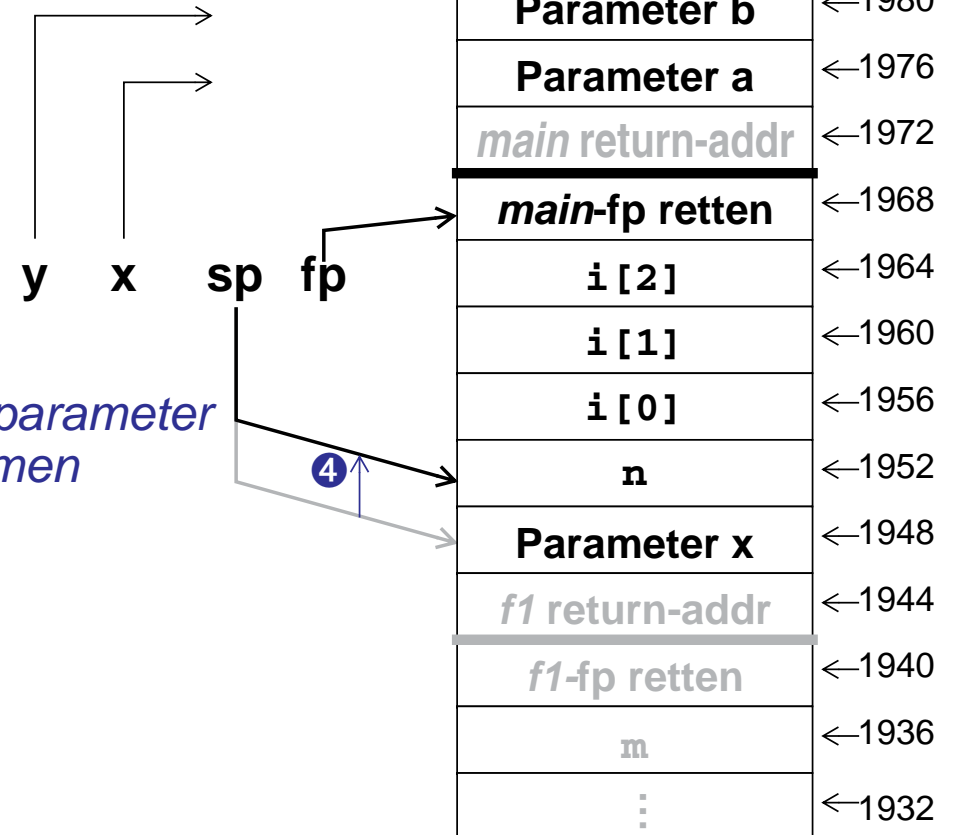 Parameter b ←1980
Parameter a ←1976
main return-addr ←1972
main-fp retten ←1968
y x sp fp
i[2] ←1964
i[1] ←1960
parameter
i[0] ←1956
men
4
n ←1952
Parameter x ←1948
f1 return-addr ←1944
f1-fp retten ←1940
m ←1936
⋮ ←1932